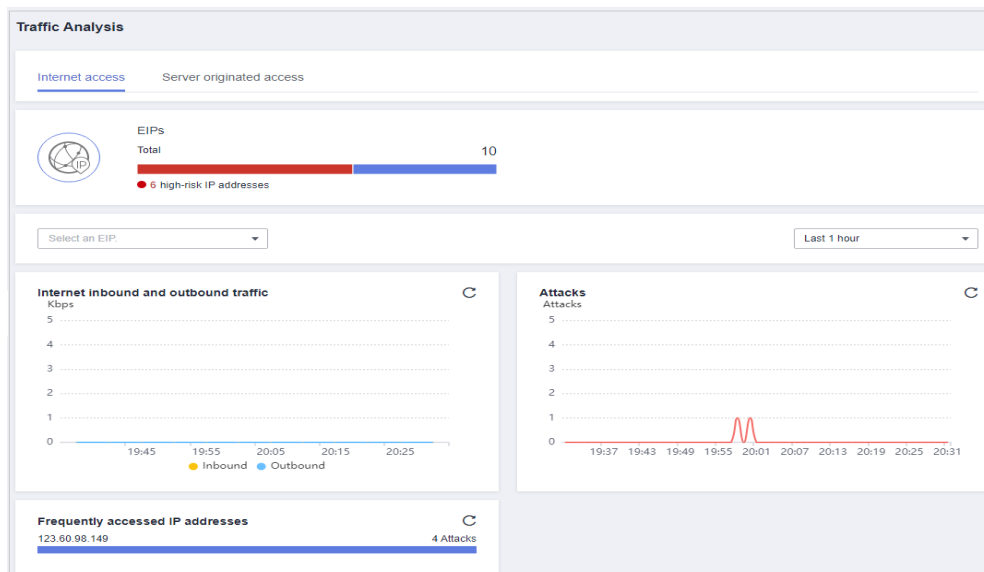 Traffic Analysis
Internet access Server originated access
EIPs
Total 10
IP
6 high-risk IP addresses
Select an EIP. Last 1 hour
Internet inbound and outbound traffic
Kbps
5
4
3
2
1
0
19:45 19:55 20:05 20:15 20:25
Inbound Outbound
Attacks
Attacks
5
4
3
2
1
0
19:37 19:43 19:49 19:55 20:01 20:07 20:13 20:19 20:25 20:31
Frequently accessed IP addresses
123.60.98.149 4 Attacks